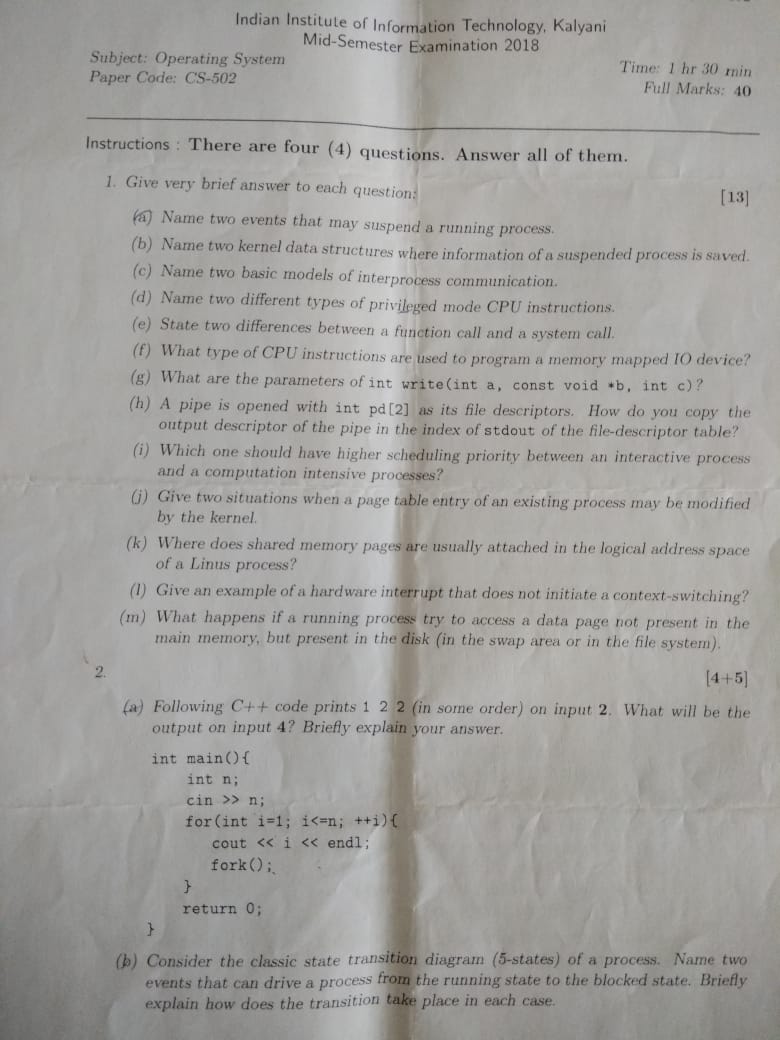 Indian Institute of Information Technology, Kalyani
Mid-Semester Examination 2018
Subject: Operating System
Time: 1 hr 30 min
Paper Code: CS-502
Full Marks: 40
Instructions : There are four (4) questions. Answer all of them.
1. Give very brief answer to each question: [13]
(a) Name two events that may suspend a running process.
(b) Name two kernel data structures where information of a suspended process is saved.
(c) Name two basic models of interprocess communication.
(d) Name two different types of privileged mode CPU instructions.
(e) State two differences between a function call and a system call.
(f) What type of CPU instructions are used to program a memory mapped IO device?
(g) What are the parameters of int write(int a, const void *b, int c)?
(h) A pipe is opened with int pd[2] as its file descriptors. How do you copy the
output descriptor of the pipe in the index of stdout of the file-descriptor table?
(i) Which one should have higher scheduling priority between an interactive process
and a computation intensive processes?
(j) Give two situations when a page table entry of an existing process may be modified
by the kernel.
(k) Where does shared memory pages are usually attached in the logical address space
of a Linus process?
(l) Give an example of a hardware interrupt that does not initiate a context-switching?
(m) What happens if a running process try to access a data page not present in the
main memory, but present in the disk (in the swap area or in the file system).
2. [4+5]
(a) Following C++ code prints 1 2 2 (in some order) on input 2. What will be the
output on input 4? Briefly explain your answer.
int main(){
int n;
cin >> n;
for(int i=1; i<=n; ++i){
cout << i << endl;
fork();
}
return 0;
}
(b) Consider the classic state transition diagram (5-states) of a process. Name two
events that can drive a process from the running state to the blocked state. Briefly
explain how does the transition take place in each case.